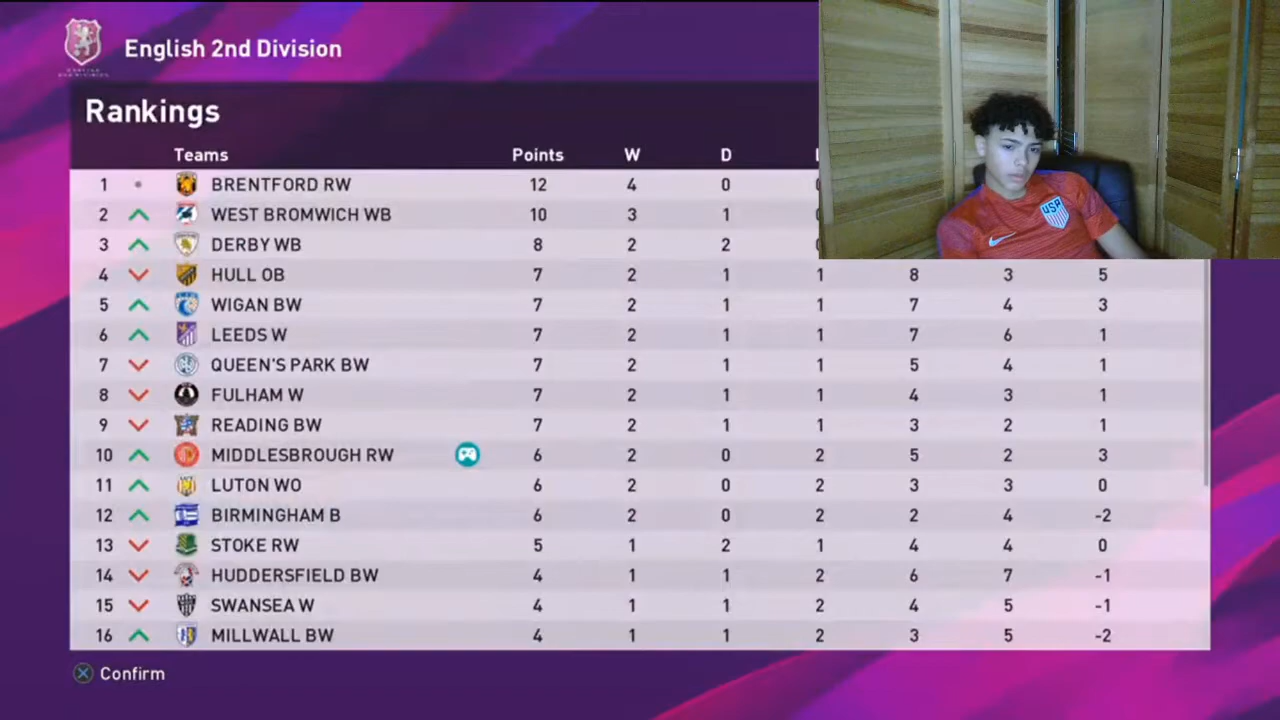 English 2nd Division
Rankings
Teams Points W D
1 BRENTFORD RW 12 4 0
2 WEST BROMWICH WB 10 3 1
3 DERBY WB 8 2 2
4 HULL OB 7 2 1 1 8 3 5
5 WIGAN BW 7 2 1 1 7 4 3
6 LEEDS W 7 2 1 1 7 6 1
7 QUEEN'S PARK BW 7 2 1 1 5 4 1
8 FULHAM W 7 2 1 1 4 3 1
9 READING BW 7 2 1 1 3 2 1
10 MIDDLESBROUGH RW 6 2 0 2 5 2 3
11 LUTON WO 6 2 0 2 3 3 0
12 BIRMINGHAM B 6 2 0 2 2 4 -2
13 STOKE RW 5 1 2 1 4 4 0
14 HUDDERSFIELD BW 4 1 1 2 6 7 -1
15 SWANSEA W 4 1 1 2 4 5 -1
16 MILLWALL BW 4 1 1 2 3 5 -2
Confirm
USA